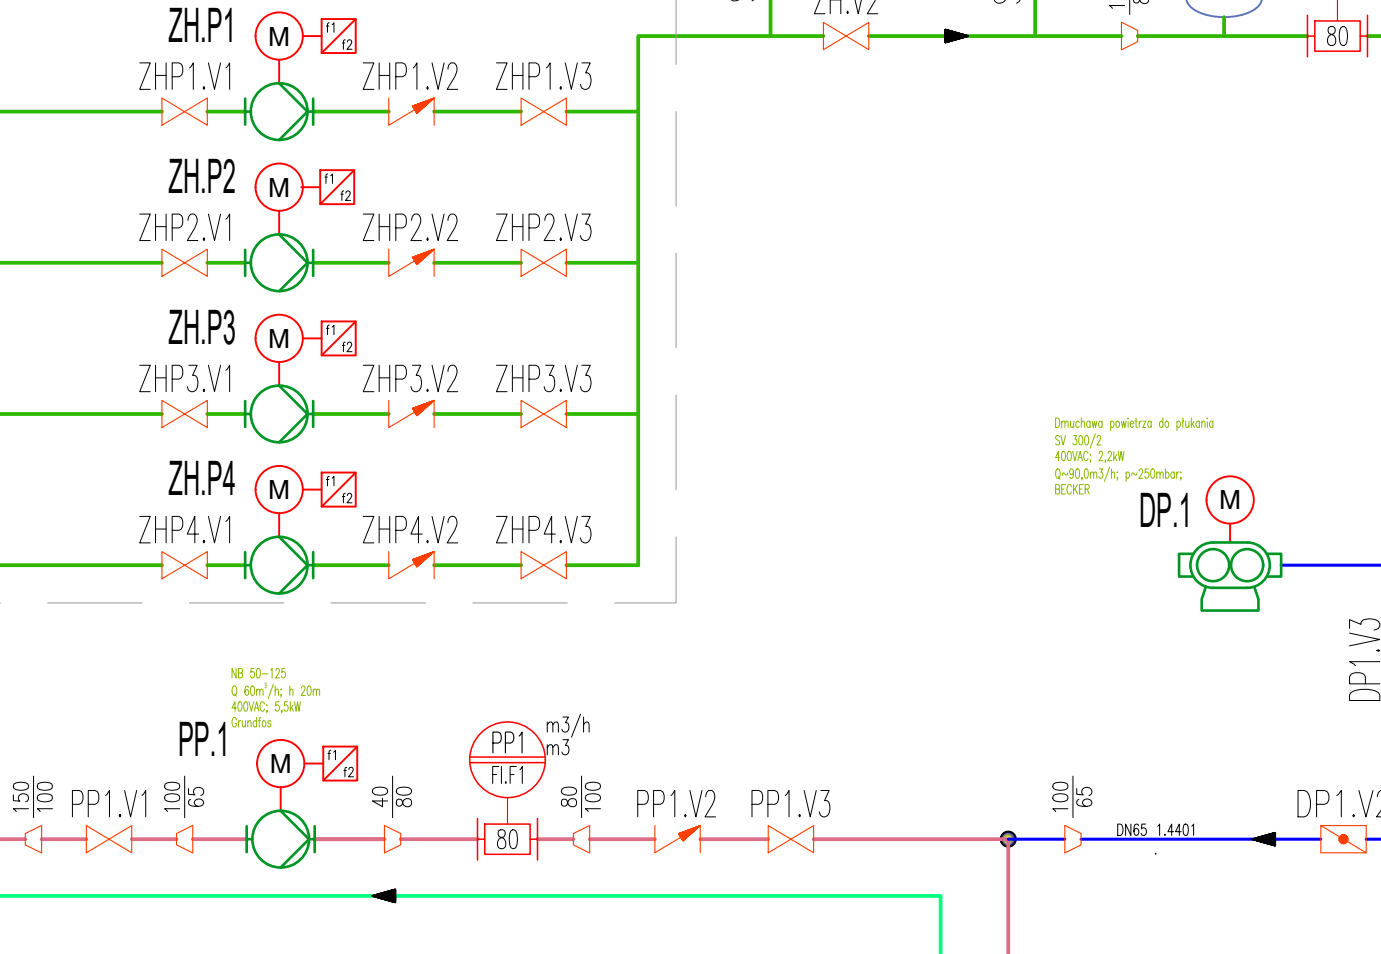 ZH.P1
M
f1
f2
ZHP1.V1
ZHP1.V2
ZHP1.V3
ZH.V2
80
ZH.P2
M
f1
f2
ZHP2.V1
ZHP2.V2
ZHP2.V3
ZH.P3
M
f1
f2
ZHP3.V1
ZHP3.V2
ZHP3.V3
ZH.P4
M
f1
f2
ZHP4.V1
ZHP4.V2
ZHP4.V3
Dmuchawa powietrza do płukania
SV 300/2
400VAC; 2,2kW
Q~90,0m3/h; p~250mbar;
BECKER
DP.1
M
DP1.V3
NB 50-125
Q 60m³/h; h 20m
400VAC; 5,5kW
Grundfos
PP.1
M
f1
f2
PP1
FI.F1
m3/h
m3
150
100
PP1.V1
100
65
40
80
80
80
100
PP1.V2
PP1.V3
100
65
DN65 1.4401
DP1.V2